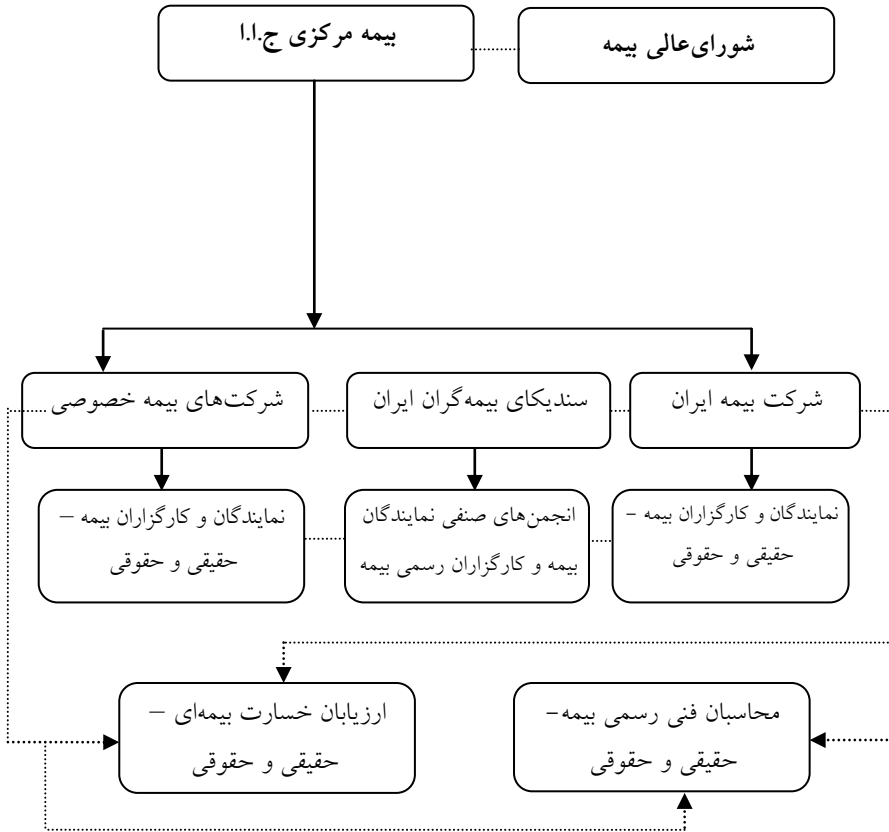 شورای‌عالی بیمه
بیمه مرکزی ج.ا.ا
شرکت بیمه ایران
سندیکای بیمه‌گران ایران
شرکت‌های بیمه خصوصی
نمایندگان و کارگزاران بیمه -
حقیقی و حقوقی
انجمن‌های صنفی نمایندگان
بیمه و کارگزاران رسمی بیمه
نمایندگان و کارگزاران بیمه –
حقیقی و حقوقی
محاسبان فنی رسمی بیمه-
حقیقی و حقوقی
ارزیابان خسارت بیمه‌ای –
حقیقی و حقوقی